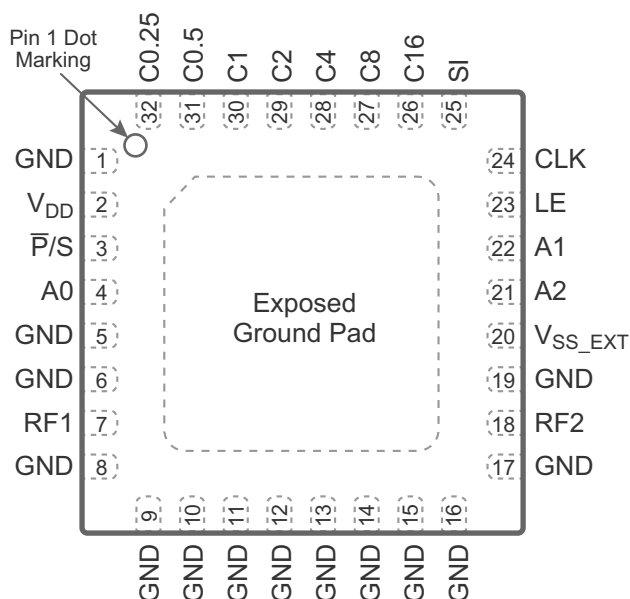 Pin 1 Dot
Marking
C0.25
C0.5
C1
C2
C4
C8
C16
SI
32
31
30
29
28
27
26
25
GND 1
24 CLK
V_DD 2
23 LE
P̅/S 3
22 A1
A0 4
21 A2
GND 5
20 V_SS_EXT
GND 6
19 GND
RF1 7
18 RF2
GND 8
17 GND
Exposed
Ground Pad
9
10
11
12
13
14
15
16
GND
GND
GND
GND
GND
GND
GND
GND